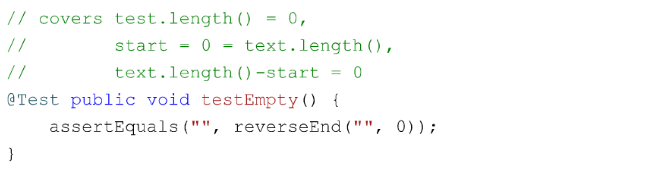 // covers test.length() = 0,
//        start = 0 = text.length(),
//        text.length()-start = 0
@Test public void testEmpty() {
    assertEquals("", reverseEnd("", 0));
}